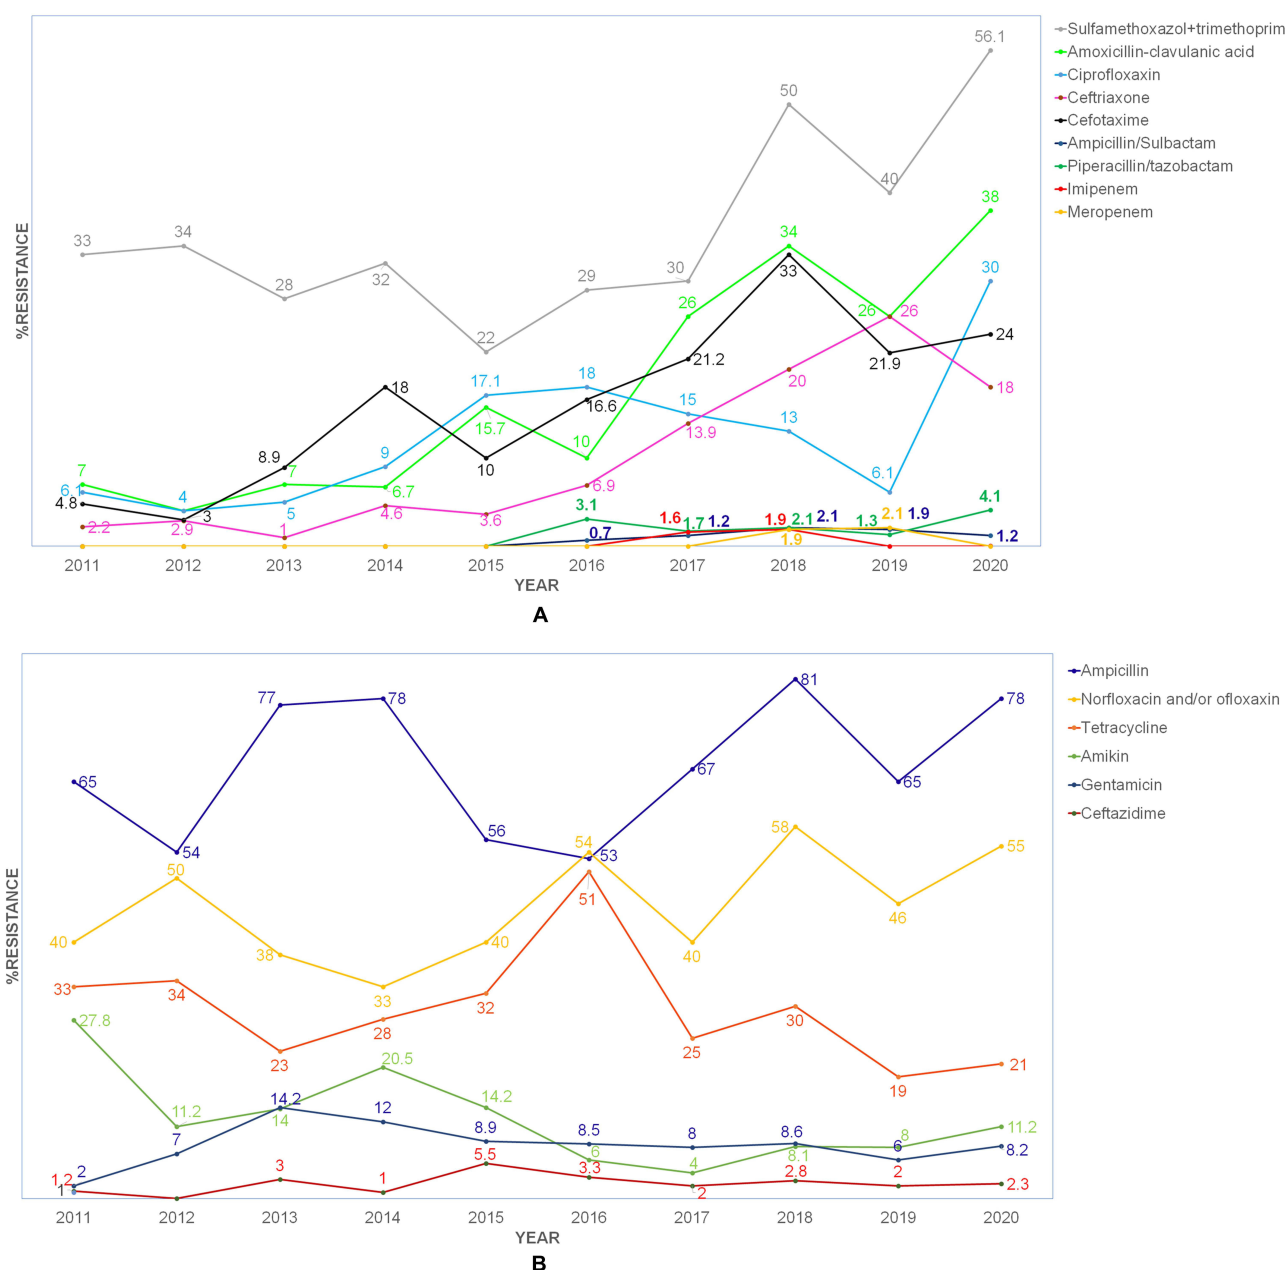 56.1
Sulfamethoxazol+trimethoprim
Amoxicillin-clavulanic acid
Ciprofloxaxin
Ceftriaxone
Cefotaxime
Ampicillin/Sulbactam
Piperacillin/tazobactam
Imipenem
Meropenem
%RESISTANCE
33 34 28 32 22 29 30 50 40
7 4 7 6.7 15.7 10 26 34 26 38
6.1 5 9 17.1 18 15 13 6.1 30
2.2 2.9 1 4.6 3.6 6.9 13.9 20 26 18
4.8 3 8.9 18 10 16.6 21.2 33 21.9 24
3.1 1.7 2.1 1.3 4.1
0.7 1.2 2.1 1.9 1.2
1.6 1.9
1.9 2.1
2011 2012 2013 2014 2015 2016 2017 2018 2019 2020
YEAR
A
Ampicillin
Norfloxacin and/or ofloxaxin
Tetracycline
Amikin
Gentamicin
Ceftazidime
%RESISTANCE
65 54 77 78 56 53 67 81 65 78
40 50 38 33 40 54 40 58 46 55
33 34 23 28 32 51 25 30 19 21
27.8 11.2 14 20.5 14.2 6 4 8.1 8 11.2
2 7 14.2 12 8.9 8.5 8 8.6 6 8.2
1.2 3 1 5.5 3.3 2 2.8 2 2.3
1
2011 2012 2013 2014 2015 2016 2017 2018 2019 2020
YEAR
B